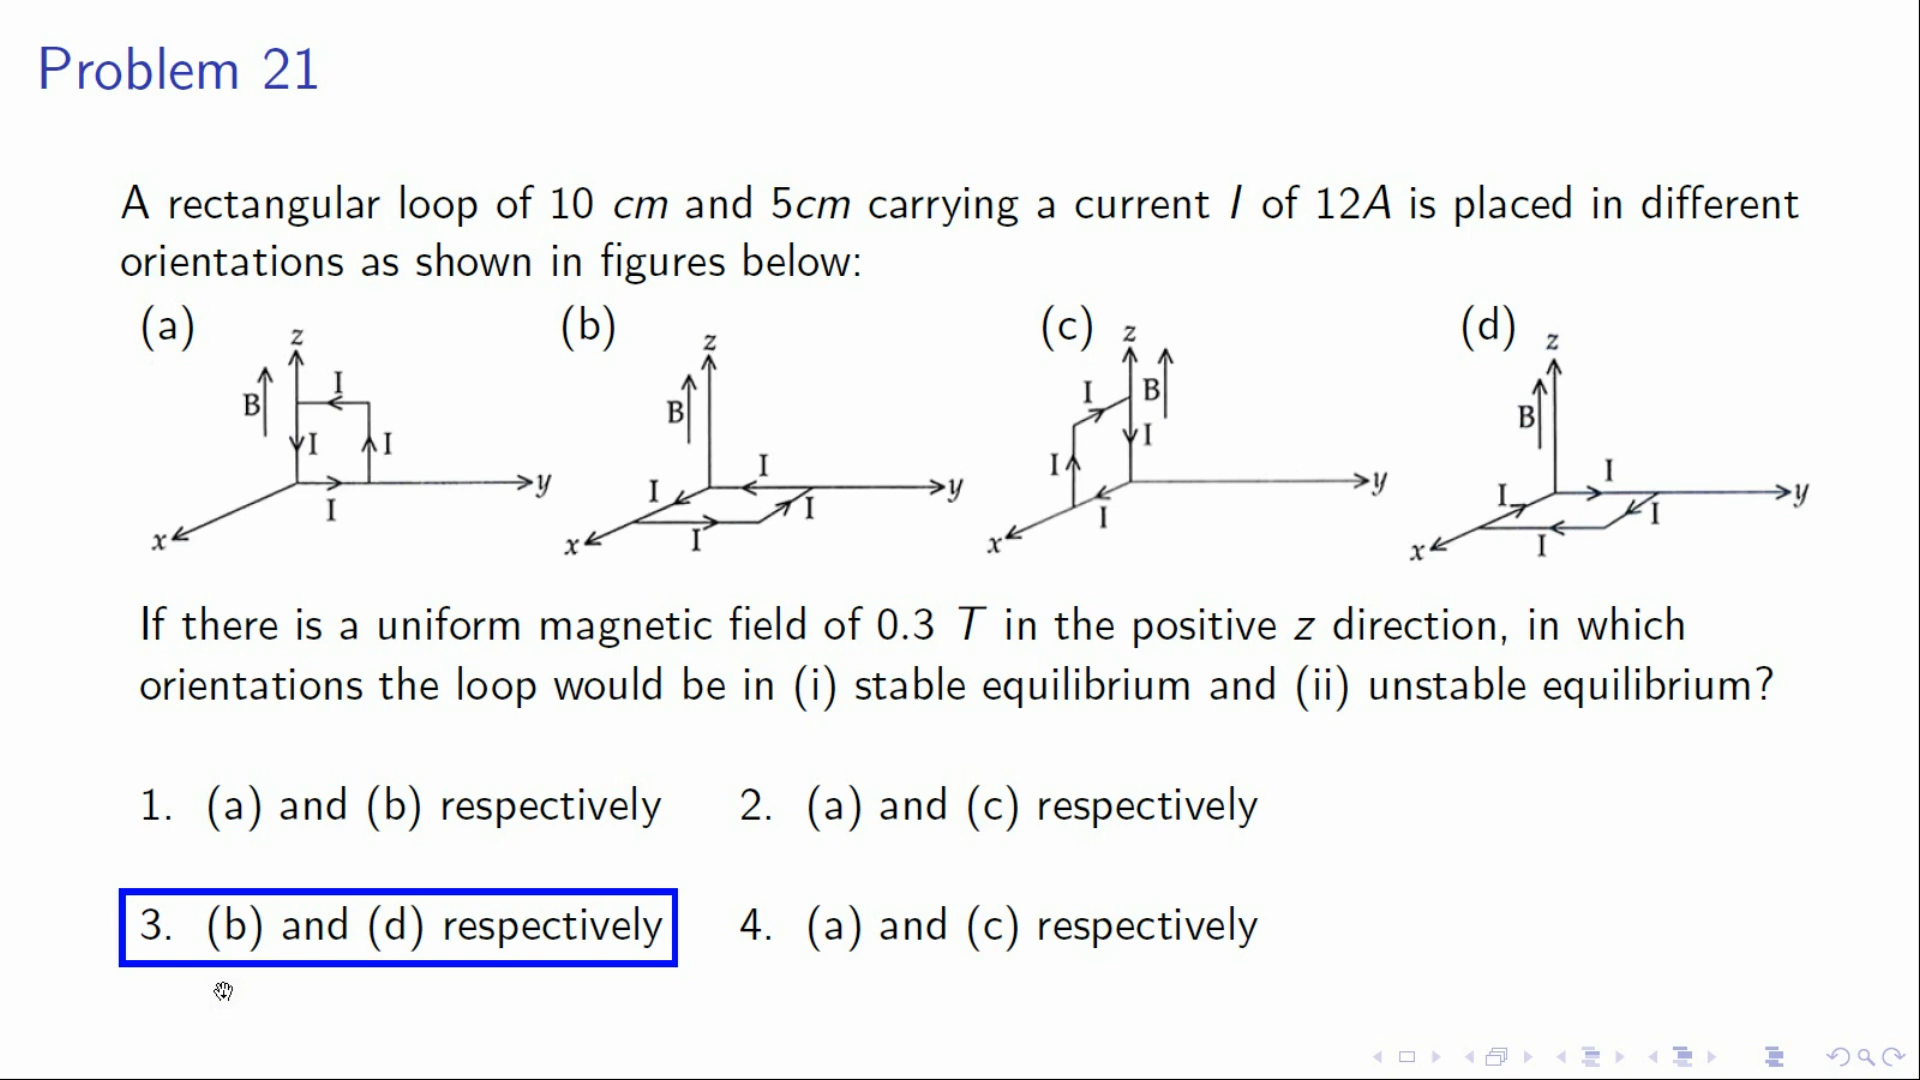 Problem 21
A rectangular loop of 10 cm and 5cm carrying a current I of 12A is placed in different
orientations as shown in figures below:
(a) (b) (c) (d)
z z z z
B I B I B B
I I I I I I
y y y y
I I I I I
x x x x
If there is a uniform magnetic field of 0.3 T in the positive z direction, in which
orientations the loop would be in (i) stable equilibrium and (ii) unstable equilibrium?
1. (a) and (b) respectively 2. (a) and (c) respectively
3. (b) and (d) respectively 4. (a) and (c) respectively